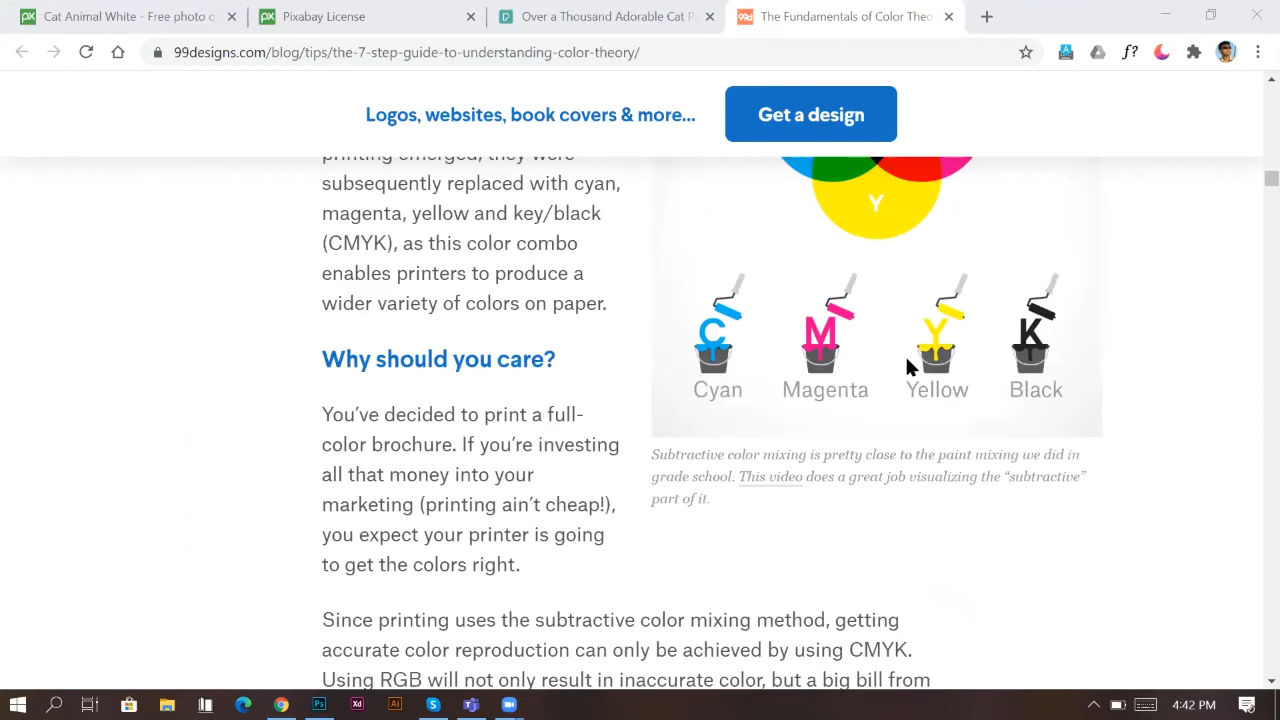 Cat Animal White - Free photo o
Pixabay License
Over a Thousand Adorable Cat P
The Fundamentals of Color Theo
99designs.com/blog/tips/the-7-step-guide-to-understanding-color-theory/
Logos, websites, book covers & more...
Get a design
printing emerged, they were
subsequently replaced with cyan,
magenta, yellow and key/black
(CMYK), as this color combo
enables printers to produce a
wider variety of colors on paper.
Y
C M Y K
Cyan Magenta Yellow Black
Subtractive color mixing is pretty close to the paint mixing we did in
grade school. This video does a great job visualizing the “subtractive”
part of it.
Why should you care?
You’ve decided to print a full-
color brochure. If you’re investing
all that money into your
marketing (printing ain’t cheap!),
you expect your printer is going
to get the colors right.
Since printing uses the subtractive color mixing method, getting
accurate color reproduction can only be achieved by using CMYK.
Using RGB will not only result in inaccurate color, but a big bill from
4:42 PM